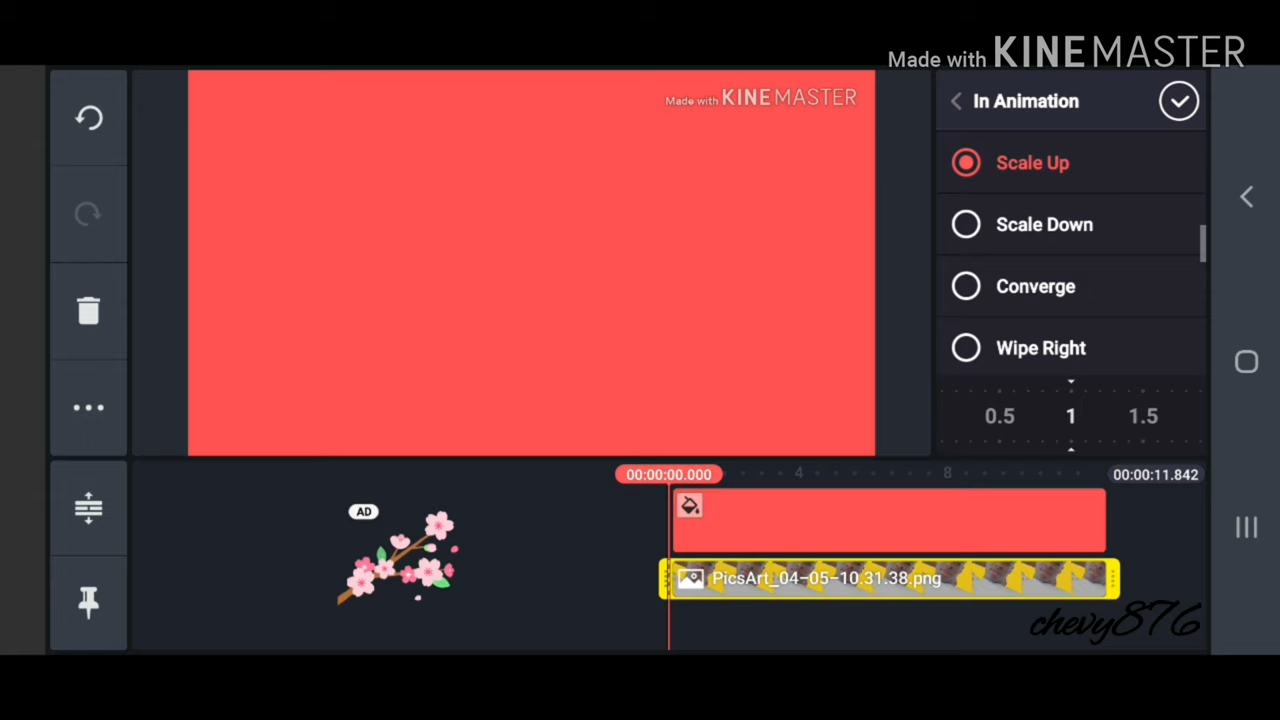 Made with KINEMASTER
Made with KINEMASTER
In Animation
Scale Up
Scale Down
Converge
Wipe Right
0.5 1 1.5
00:00:00.000 4 8 00:00:11.842
AD
PicsArt_04-05-10.31.38.png
chevy876